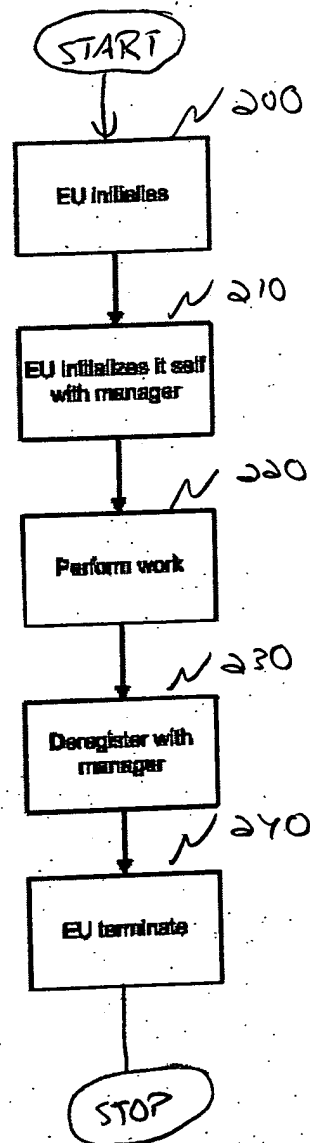 START
200
EU initialies
210
EU initializes it self
with manager
220
Perform work
230
Deregister with
manager
240
EU terminate
STOP